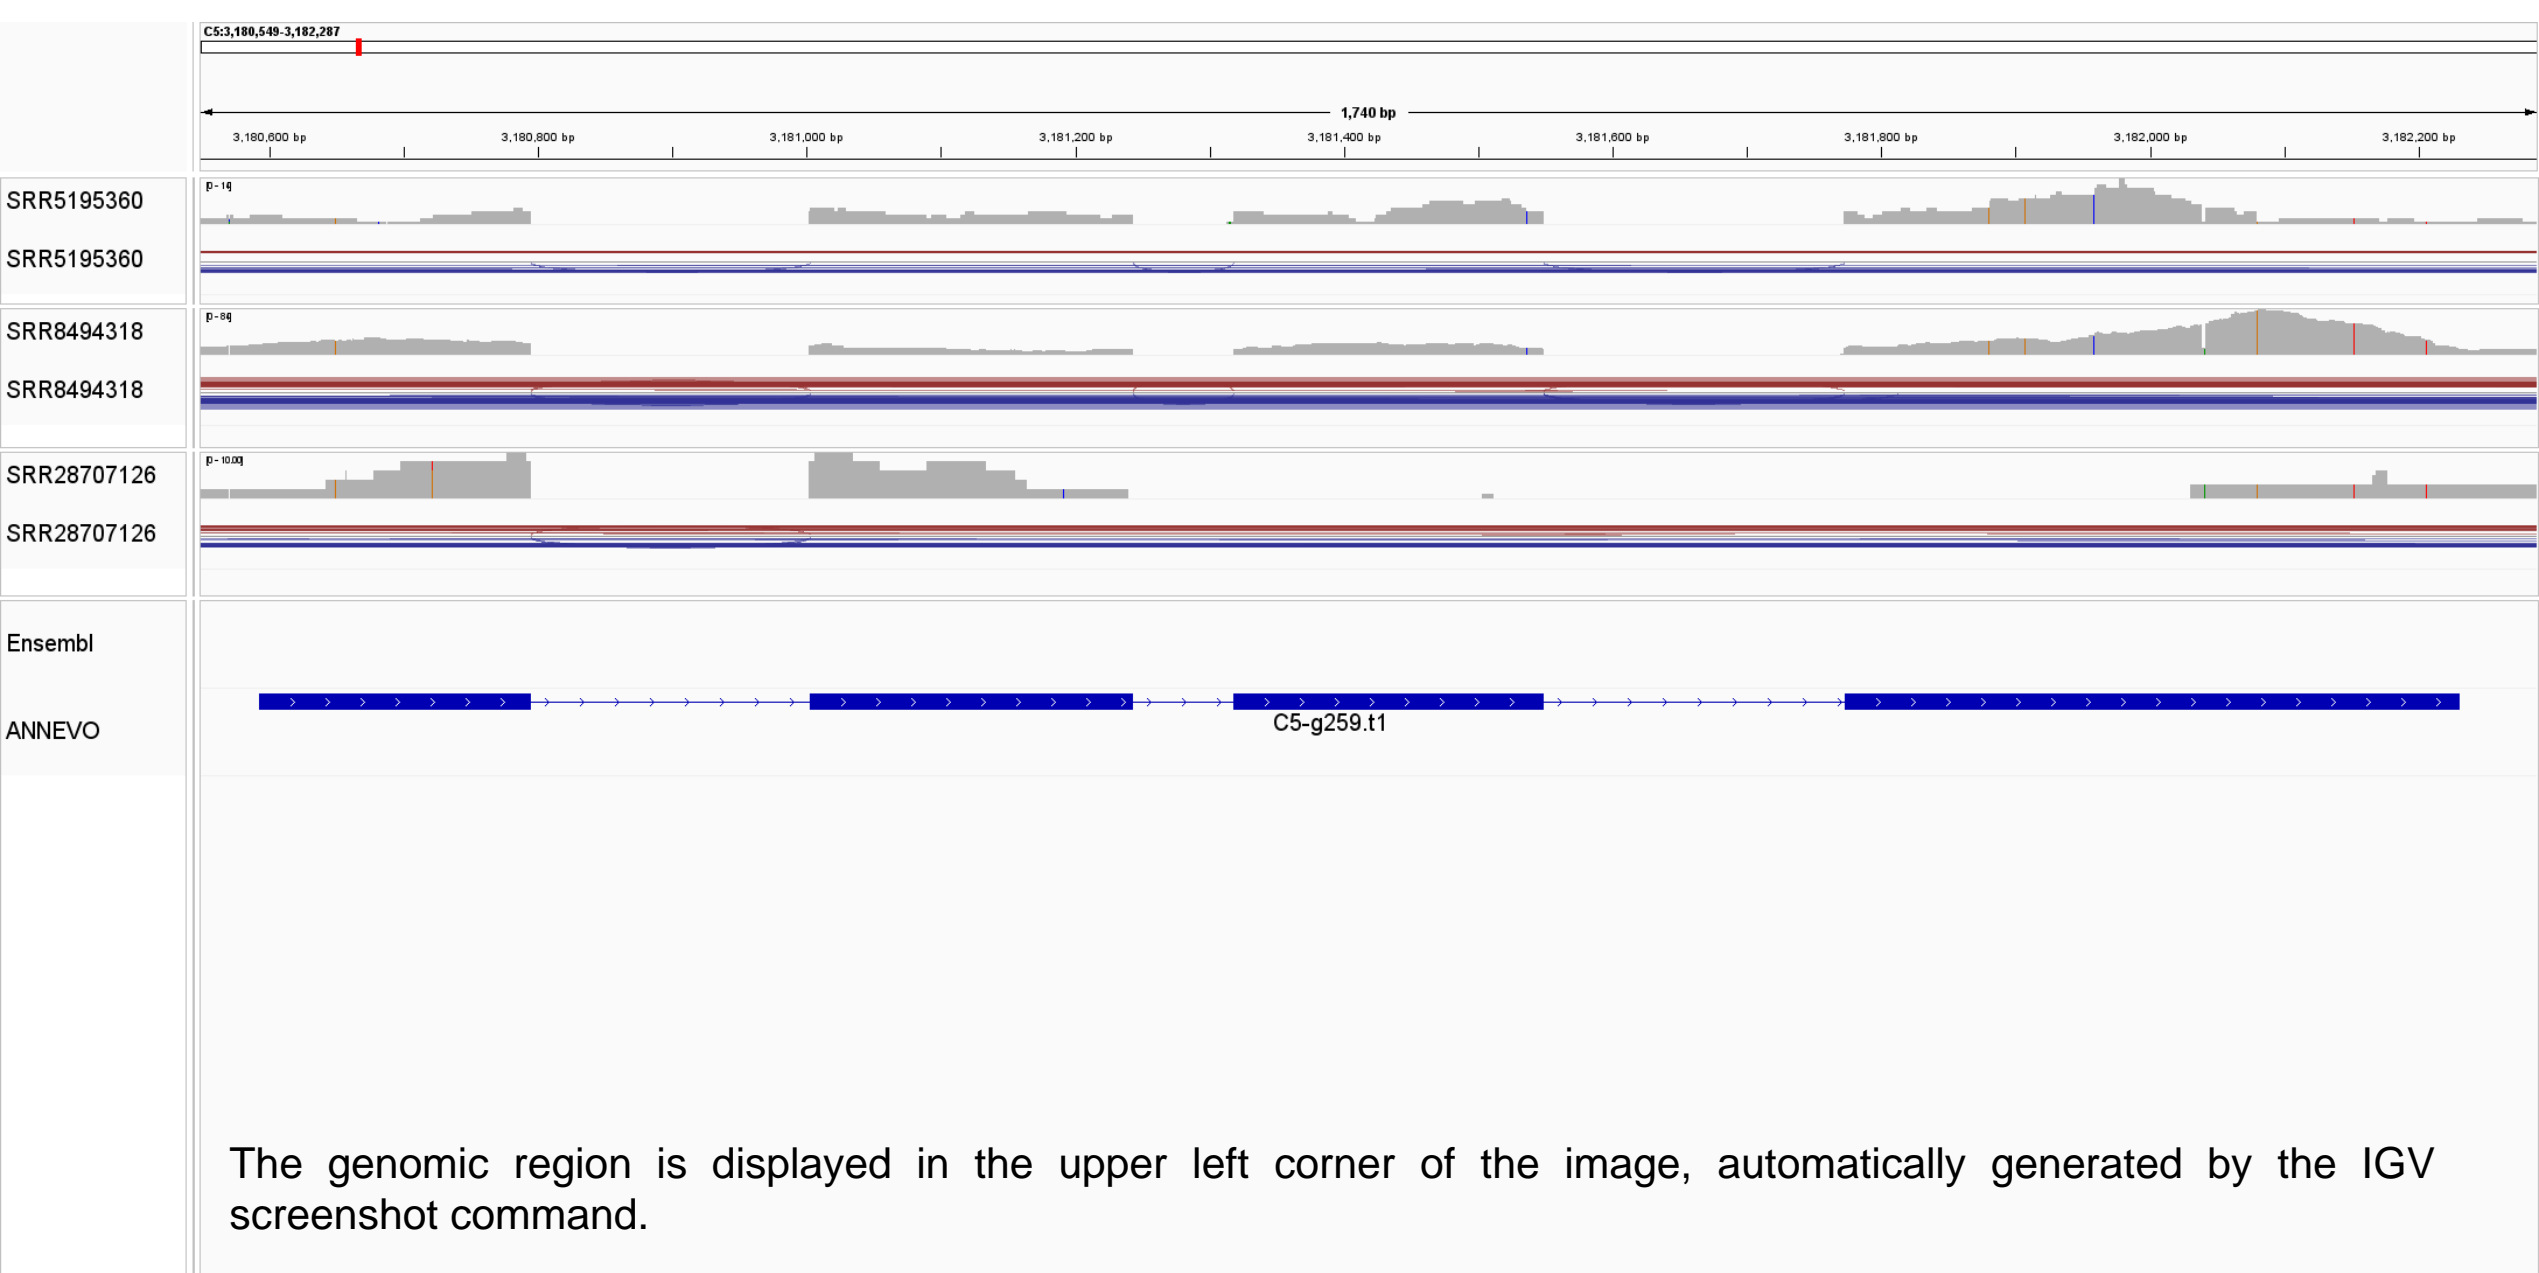 C5:3,180,549-3,182,287
1,740 bp
3,180,600 bp 3,180,800 bp 3,181,000 bp 3,181,200 bp 3,181,400 bp 3,181,600 bp 3,181,800 bp 3,182,000 bp 3,182,200 bp
SRR5195360
SRR5195360
SRR8494318
SRR8494318
SRR28707126
[0 - 10.00]
SRR28707126
Ensembl
ANNEVO
C5-g259.t1
The genomic region is displayed in the upper left corner of the image, automatically generated by the IGV
screenshot command.